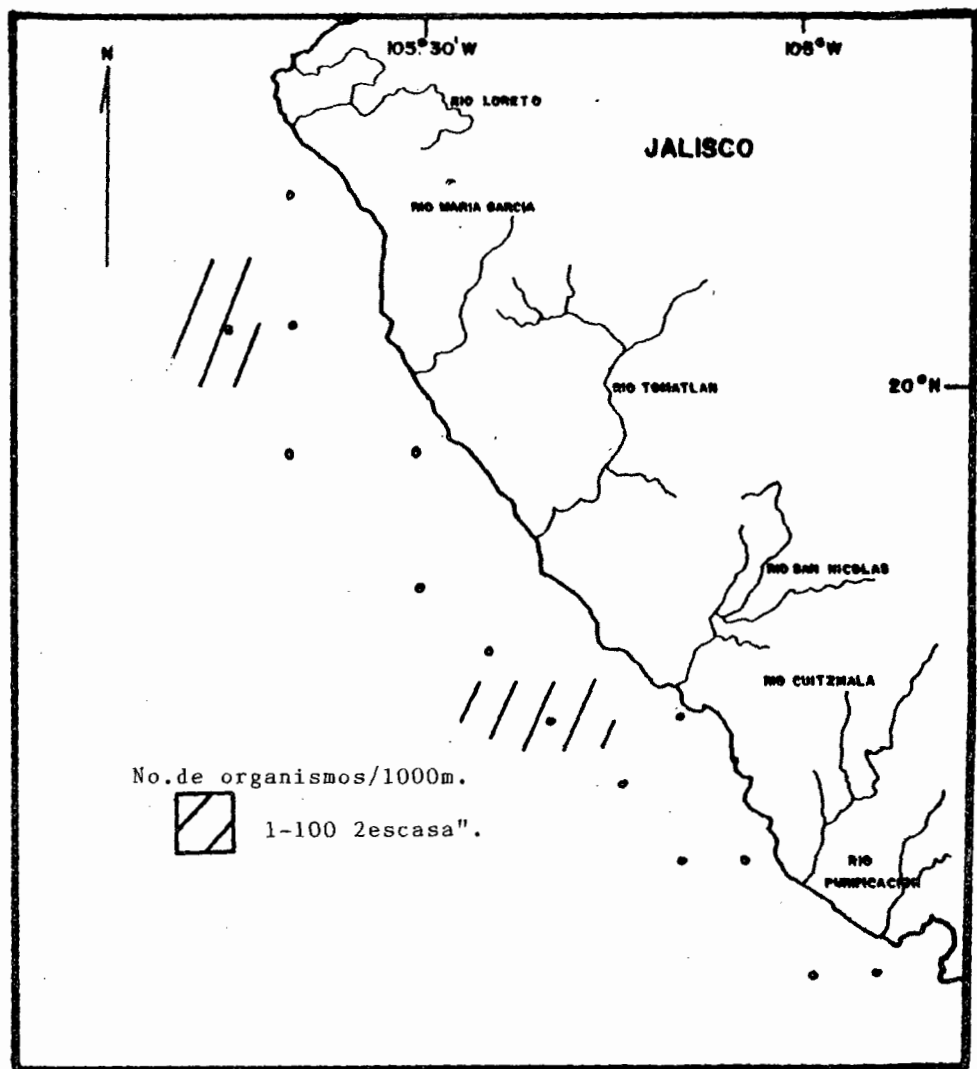 N
105°30'W
105°W
RIO LORETO
JALISCO
RIO MARIA GARCIA
20°N
RIO TOMATLAN
RIO SAN NICOLAS
RIO CUITZMALA
No.de organismos/1000m.
1-100 2escasa".
RIO
PURIFICACION